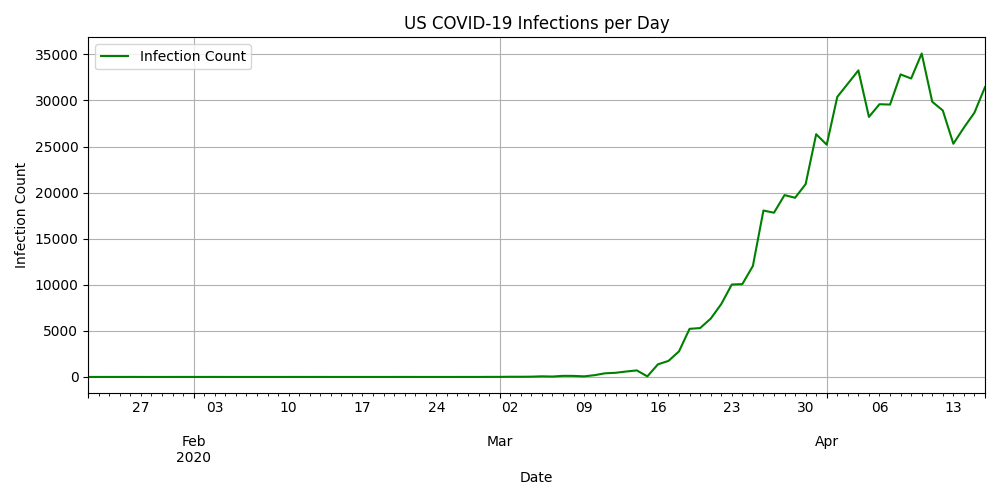 US COVID-19 Infections per Day
Infection Count
35000
30000
25000
20000
15000
10000
5000
0
Infection Count
27 03 10 17 24 02 09 16 23 30 06 13
Feb Mar Apr
2020
Date